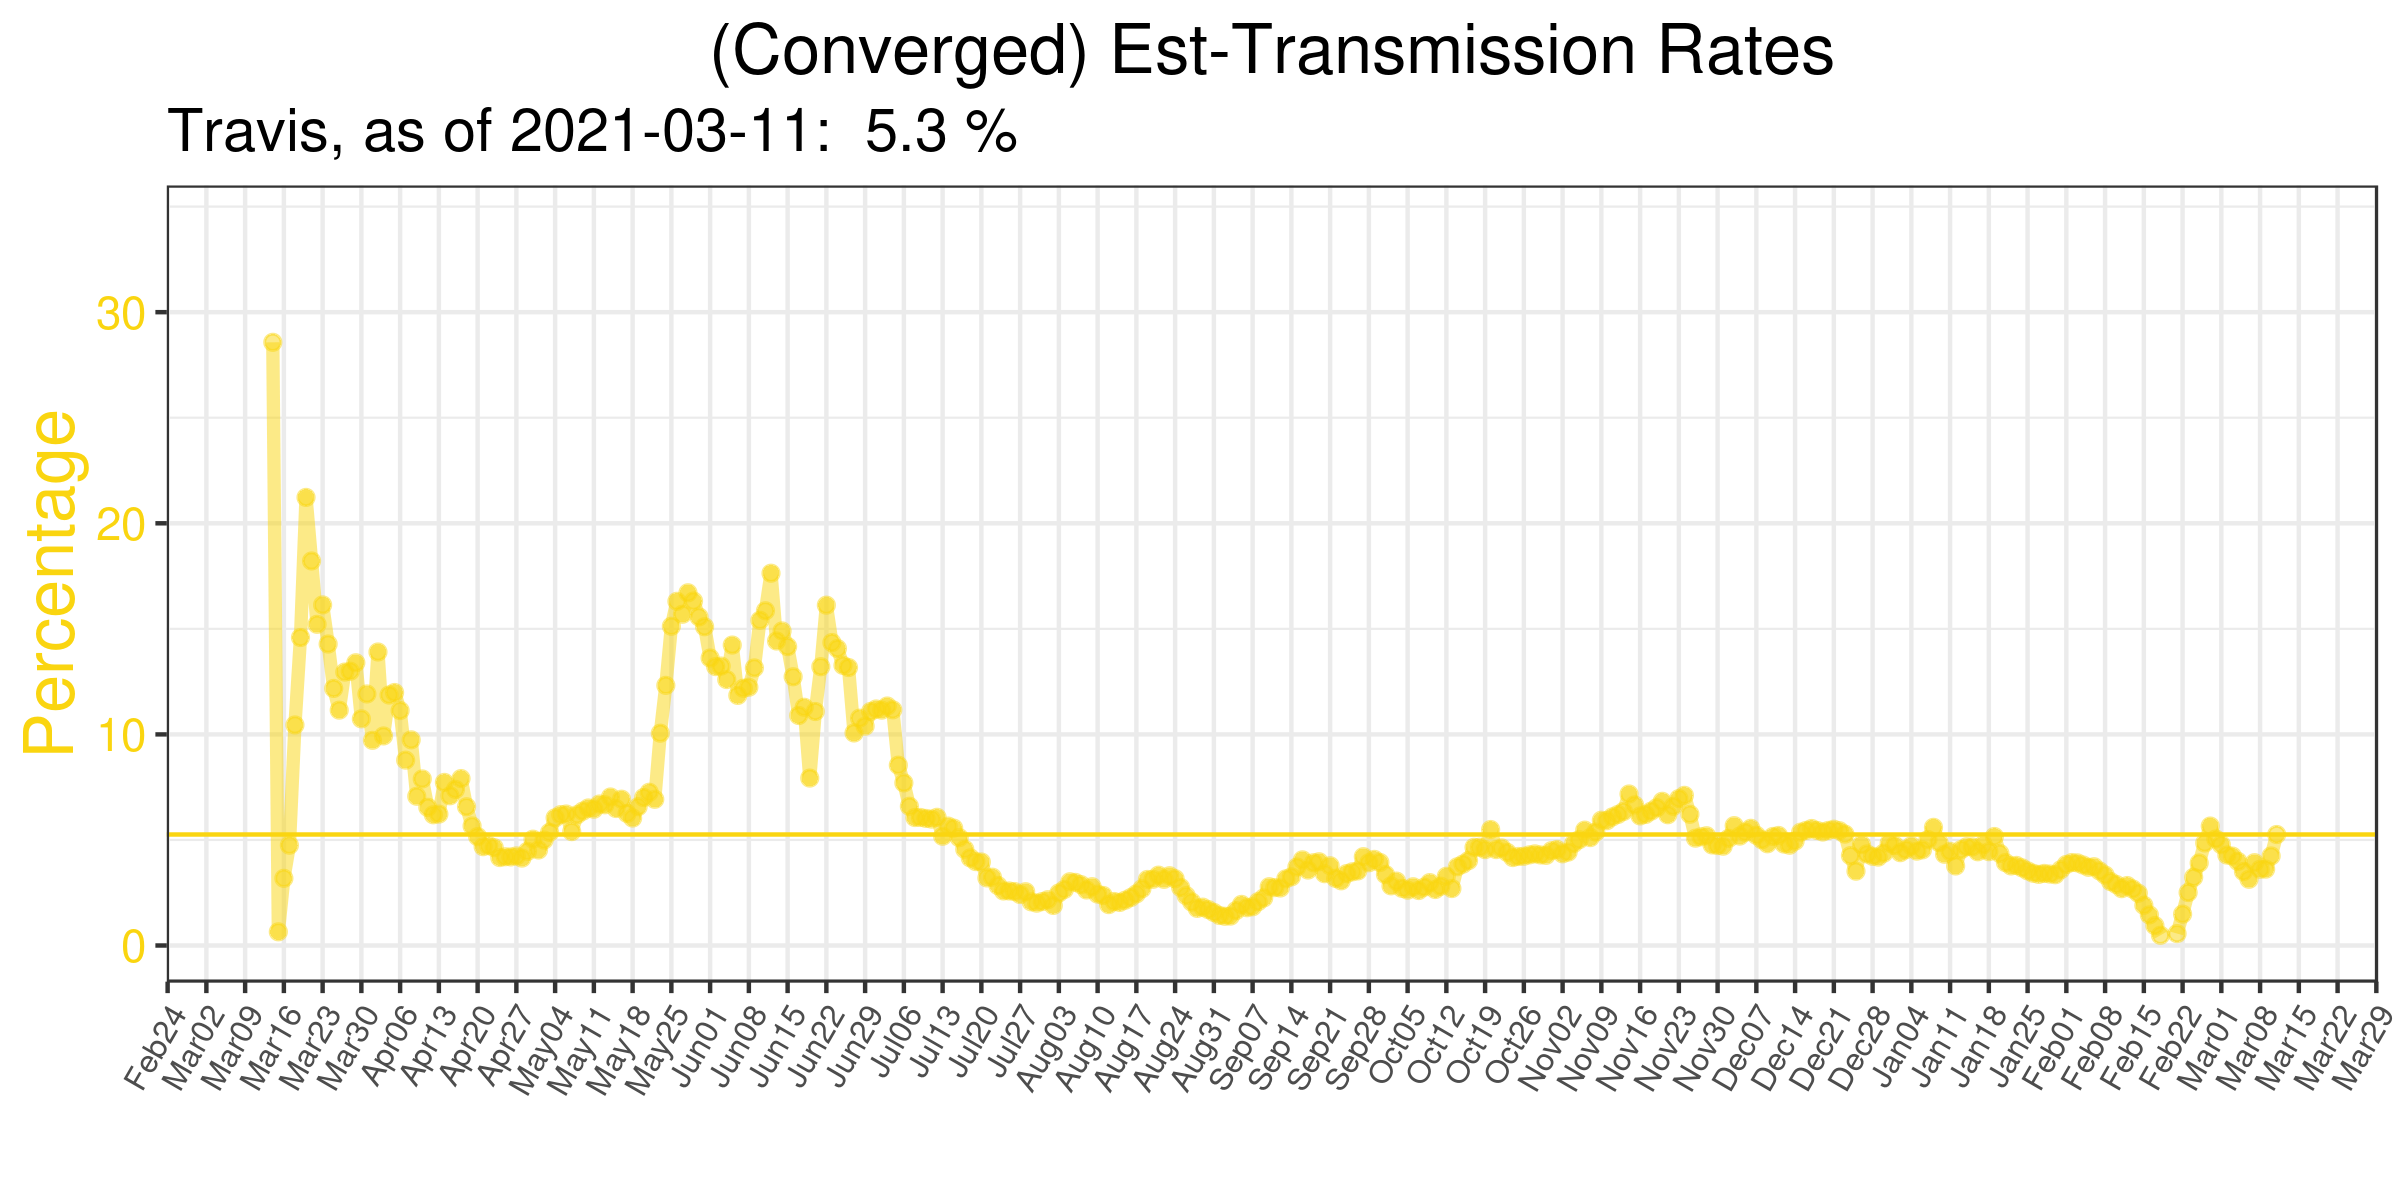 (Converged) Est-Transmission Rates
Travis, as of 2021-03-11:  5.3 %
Percentage
30
20
10
0
Feb24
Mar02
Mar09
Mar16
Mar23
Mar30
Apr06
Apr13
Apr20
Apr27
May04
May11
May18
May25
Jun01
Jun08
Jun15
Jun22
Jun29
Jul06
Jul13
Jul20
Jul27
Aug03
Aug10
Aug17
Aug24
Aug31
Sep07
Sep14
Sep21
Sep28
Oct05
Oct12
Oct19
Oct26
Nov02
Nov09
Nov16
Nov23
Nov30
Dec07
Dec14
Dec21
Dec28
Jan04
Jan11
Jan18
Jan25
Feb01
Feb08
Feb15
Feb22
Mar01
Mar08
Mar15
Mar22
Mar29